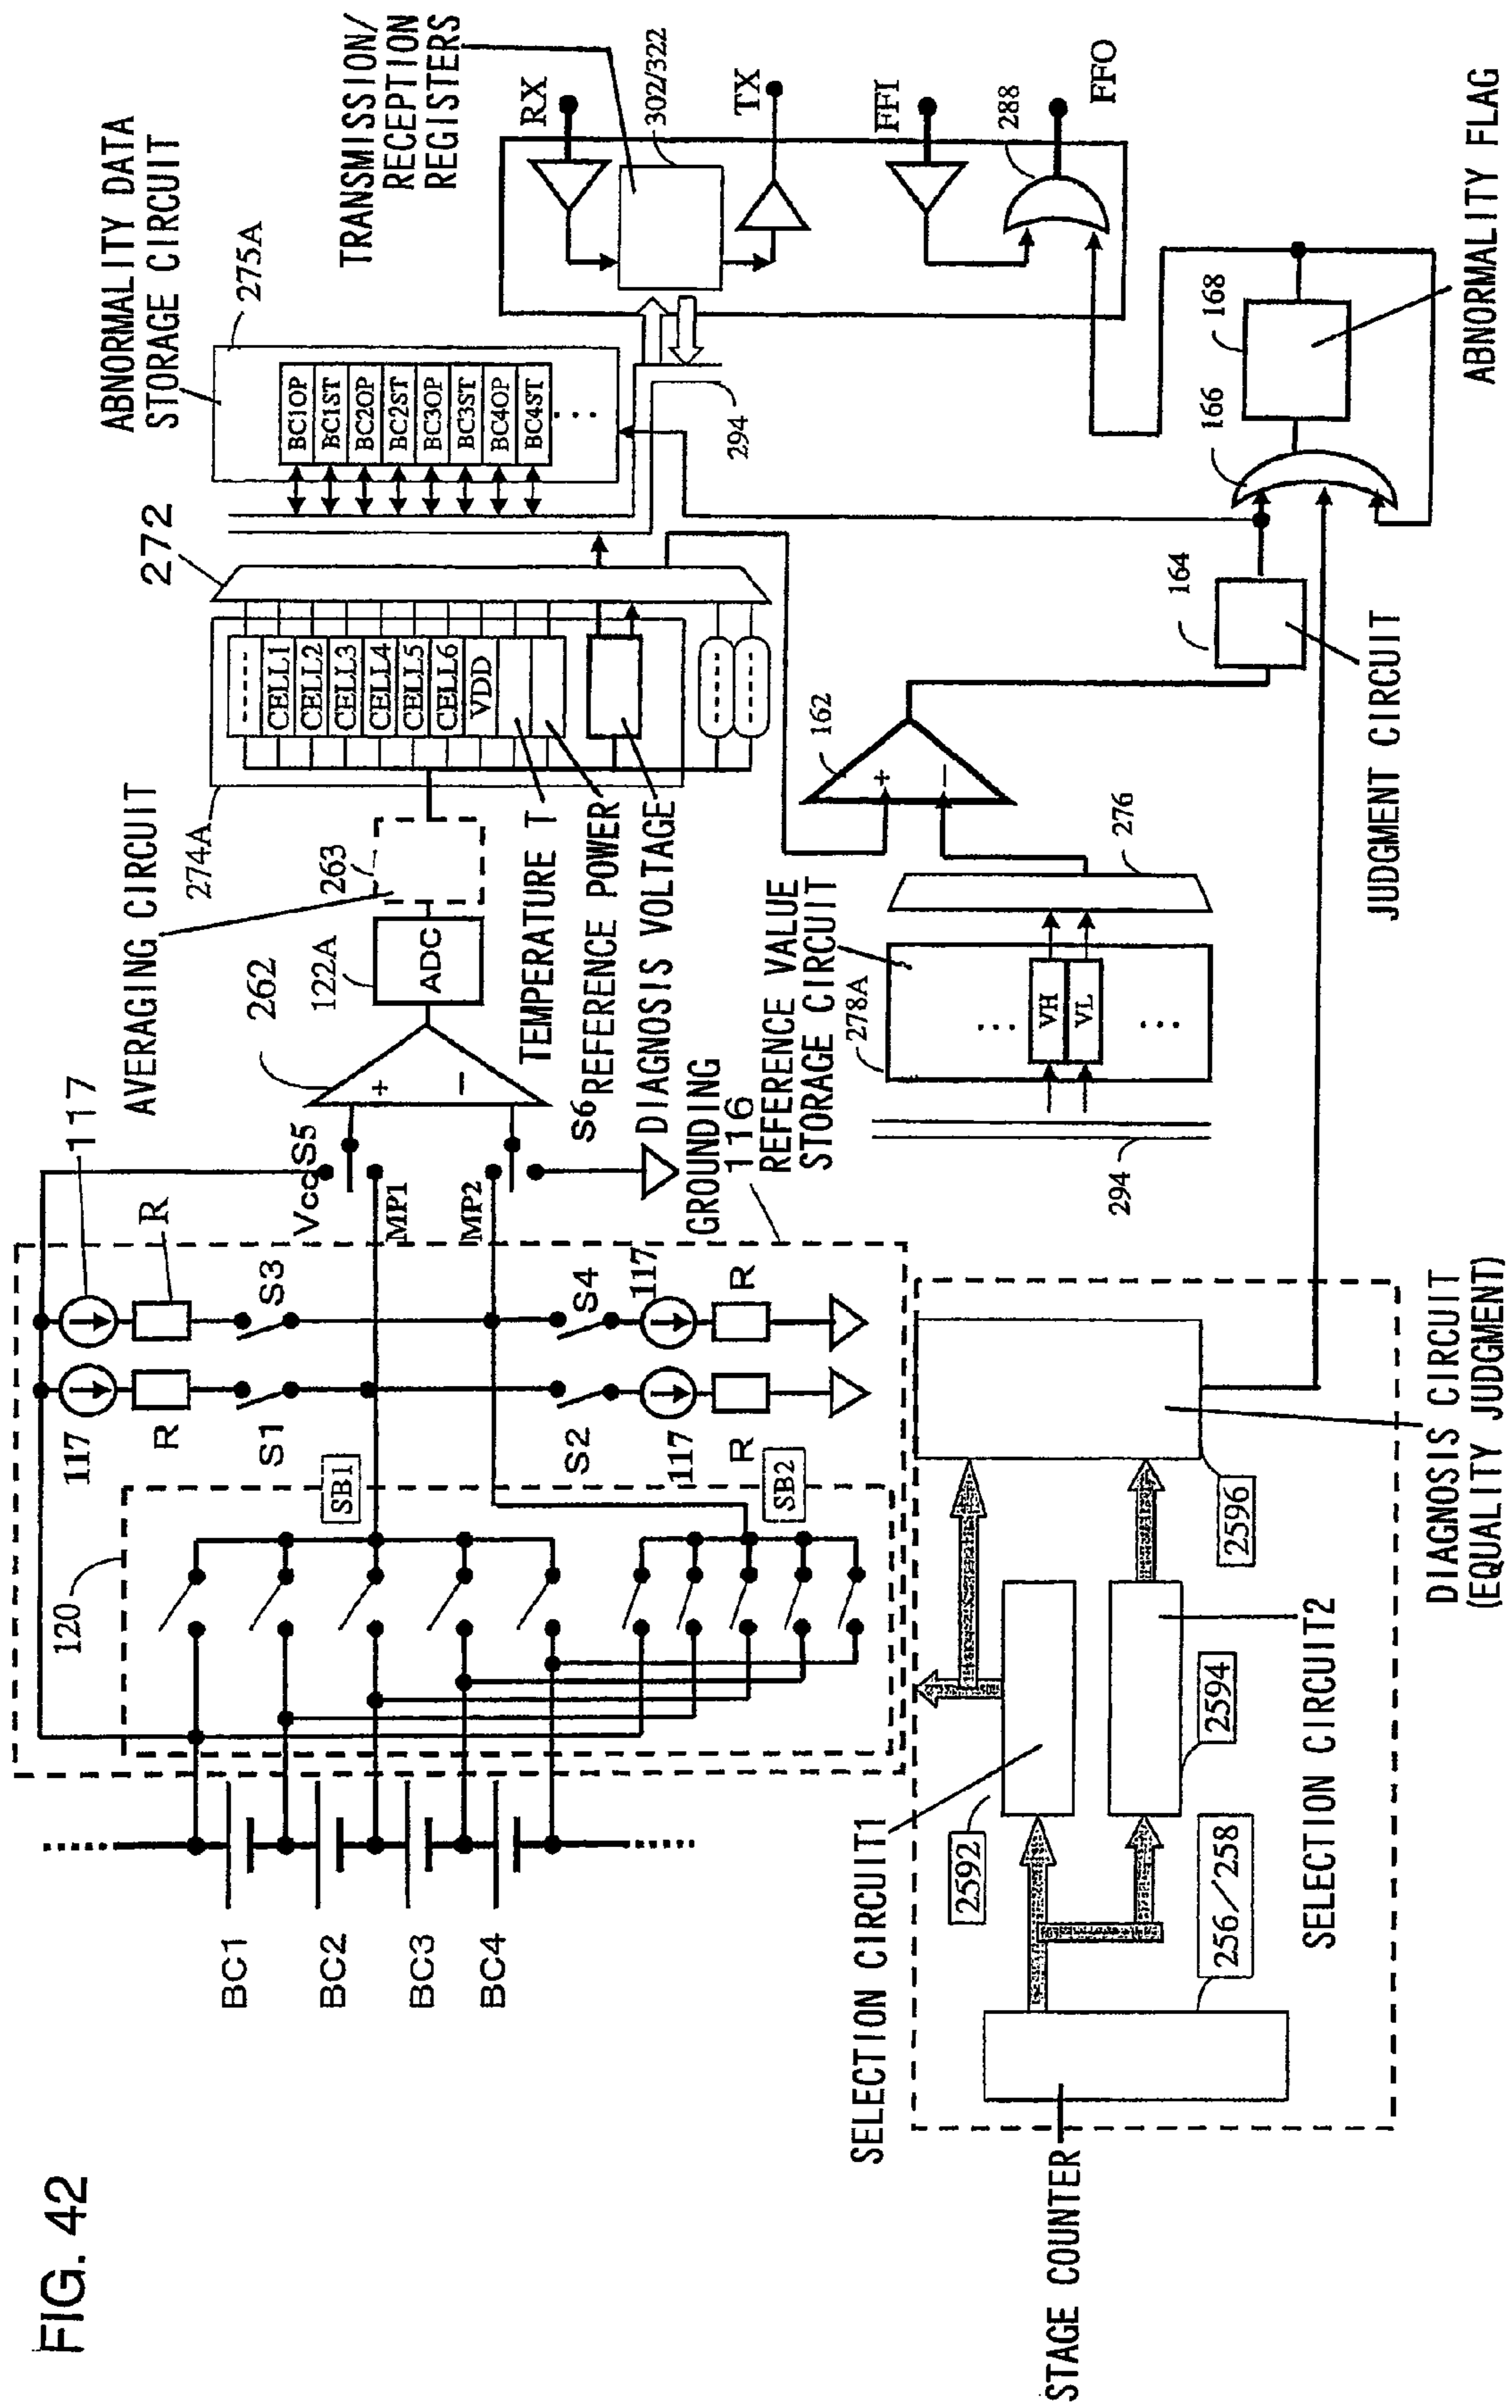 FIG. 42
BC1
BC2
BC3
BC4
120
SB1
SB2
117
R
S1
117
R
S3
S2
117
R
S4
117
R
116
Vcc
S5
MP1
MP2
S6
GROUNDING
262
+
−
122A
ADC
263
AVERAGING CIRCUIT
274A
-----
CELL1
CELL2
CELL3
CELL4
CELL5
CELL6
VDD
-----
-----
TEMPERATURE T
REFERENCE POWER
DIAGNOSIS VOLTAGE
272
ABNORMALITY DATA
STORAGE CIRCUIT
275A
BC1OP
BC1ST
BC2OP
BC2ST
BC3OP
BC3ST
BC4OP
BC4ST
...
294
TRANSMISSION/
RECEPTION
REGISTERS
RX
302/322
TX
FFI
288
FFO
REFERENCE VALUE
STORAGE CIRCUIT
278A
...
VH
VL
...
294
276
162
+
−
164
JUDGMENT CIRCUIT
166
168
ABNORMALITY FLAG
STAGE COUNTER
256/258
SELECTION CIRCUIT1
2592
2594
SELECTION CIRCUIT2
2596
DIAGNOSIS CIRCUIT
(EQUALITY JUDGMENT)